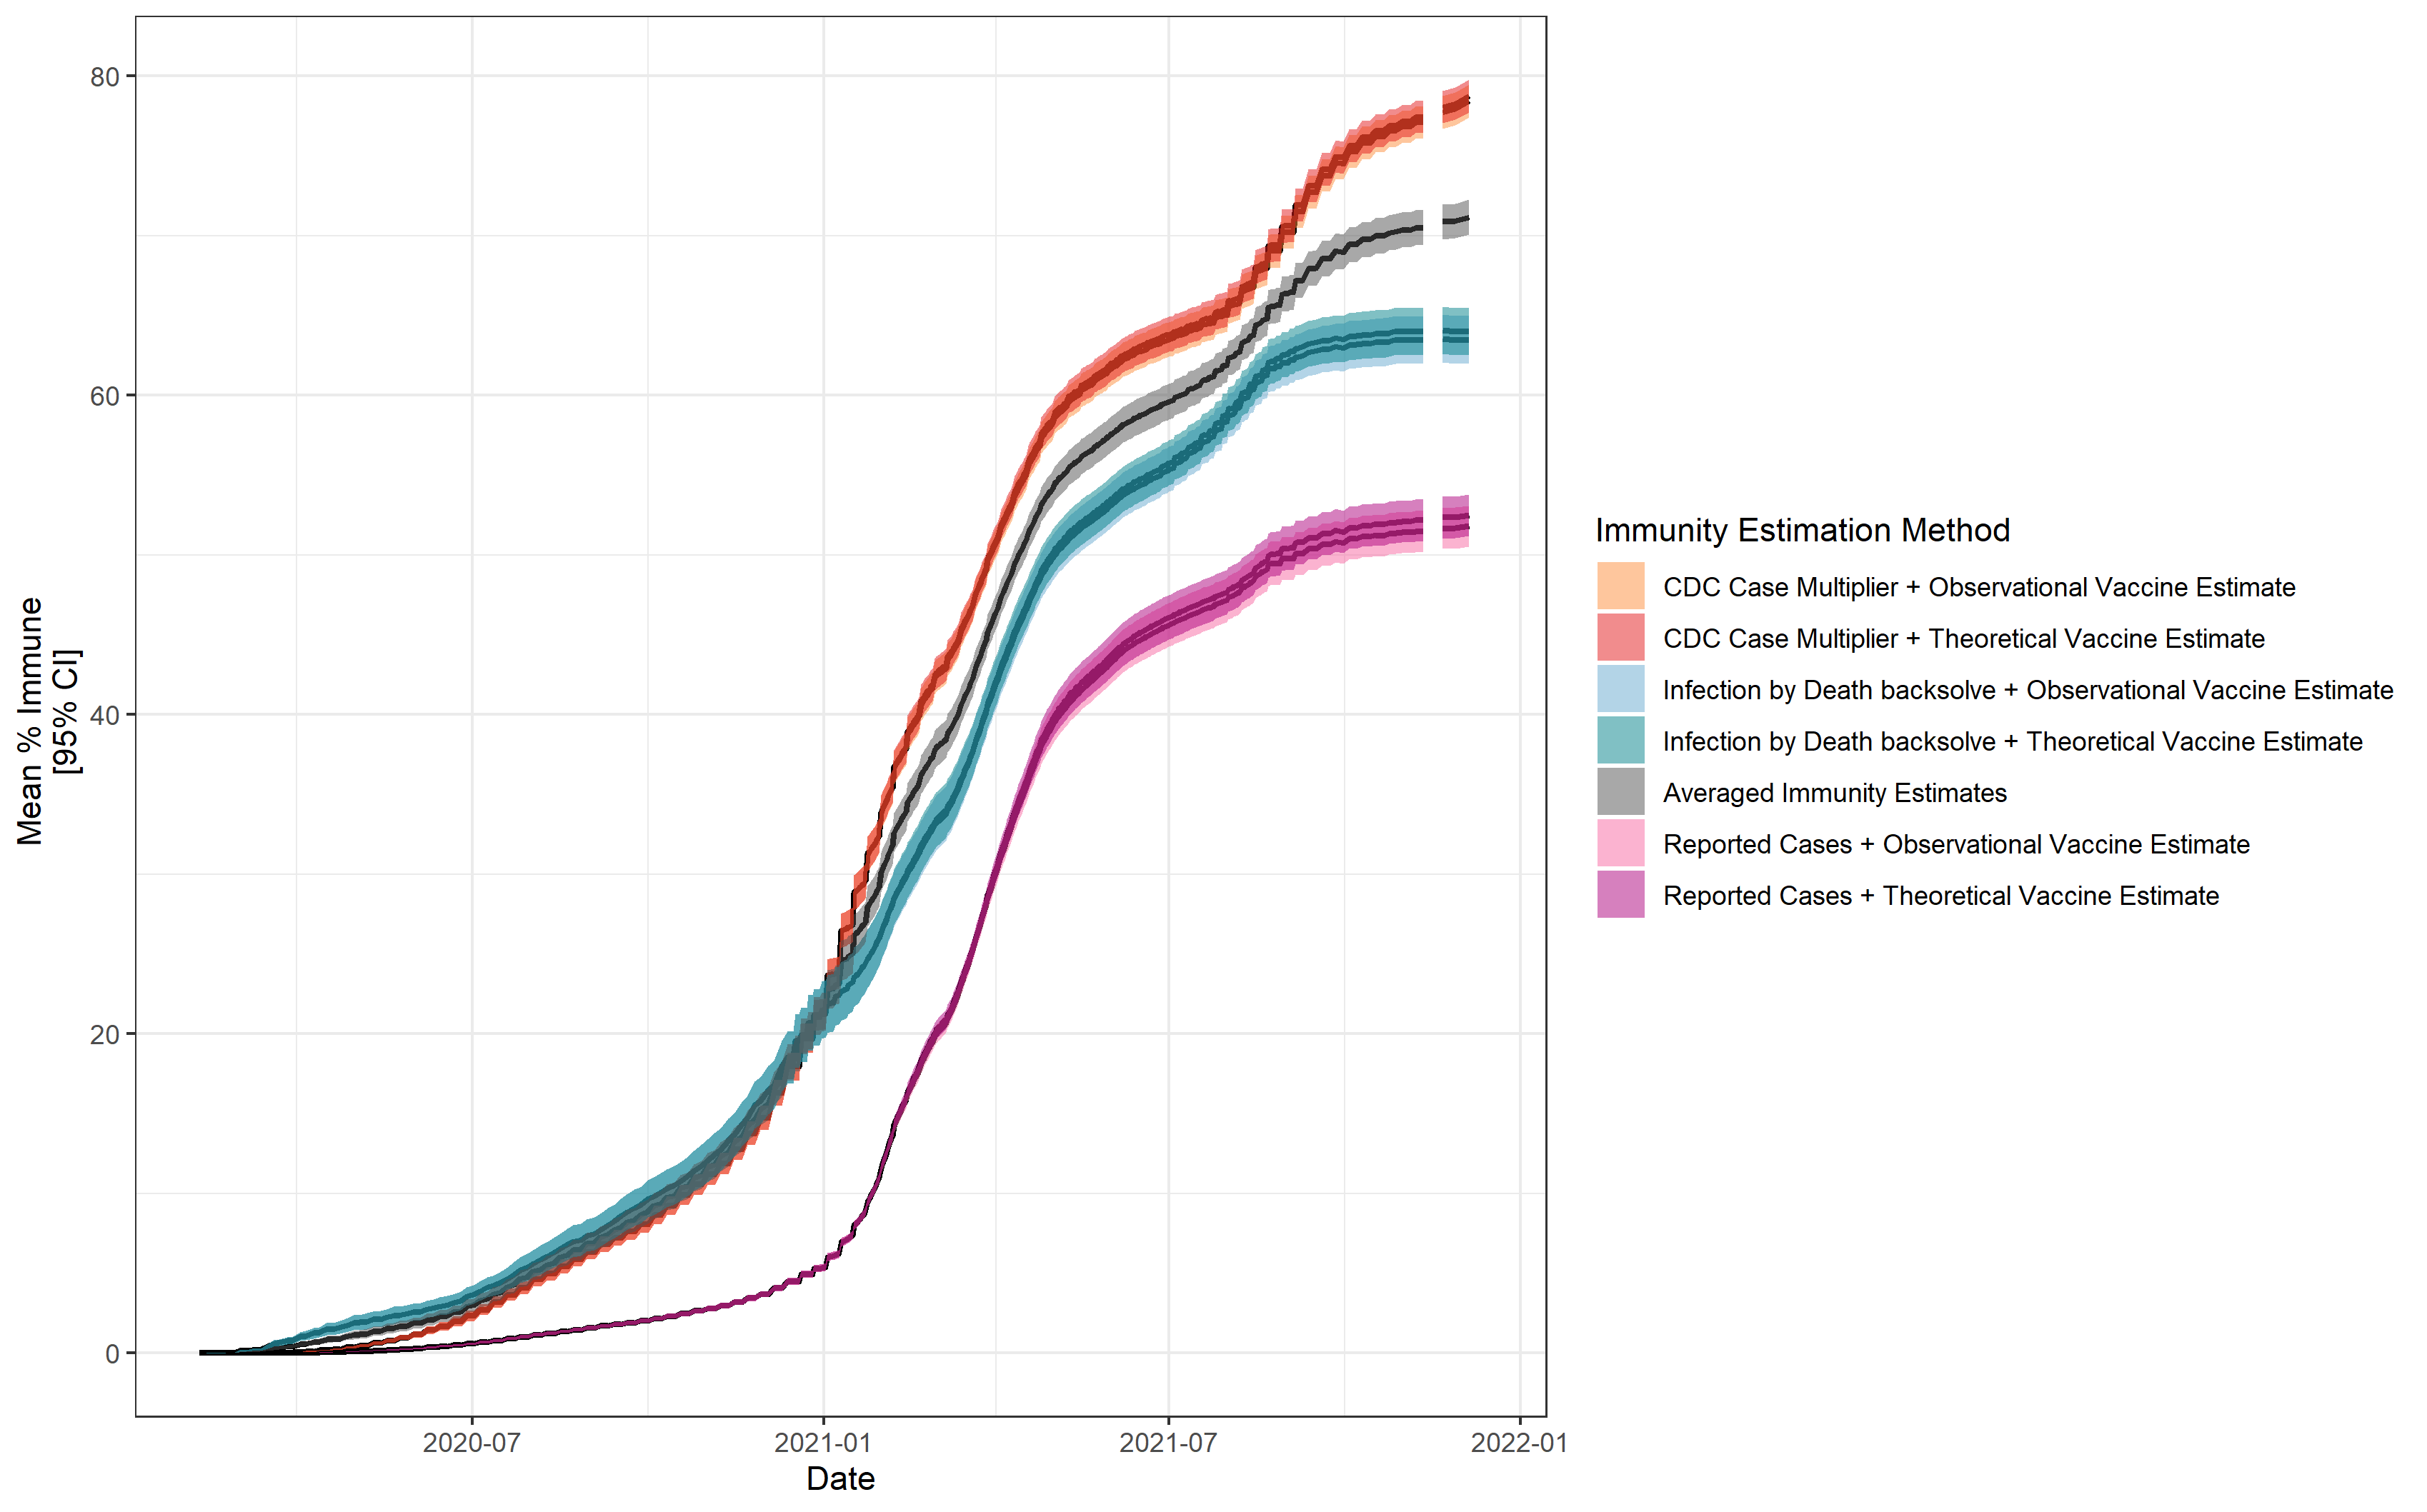 80
60
40
20
0
Mean % Immune
[95% CI]
2020-07
2021-01
2021-07
2022-01
Date
Immunity Estimation Method
CDC Case Multiplier + Observational Vaccine Estimate
CDC Case Multiplier + Theoretical Vaccine Estimate
Infection by Death backsolve + Observational Vaccine Estimate
Infection by Death backsolve + Theoretical Vaccine Estimate
Averaged Immunity Estimates
Reported Cases + Observational Vaccine Estimate
Reported Cases + Theoretical Vaccine Estimate